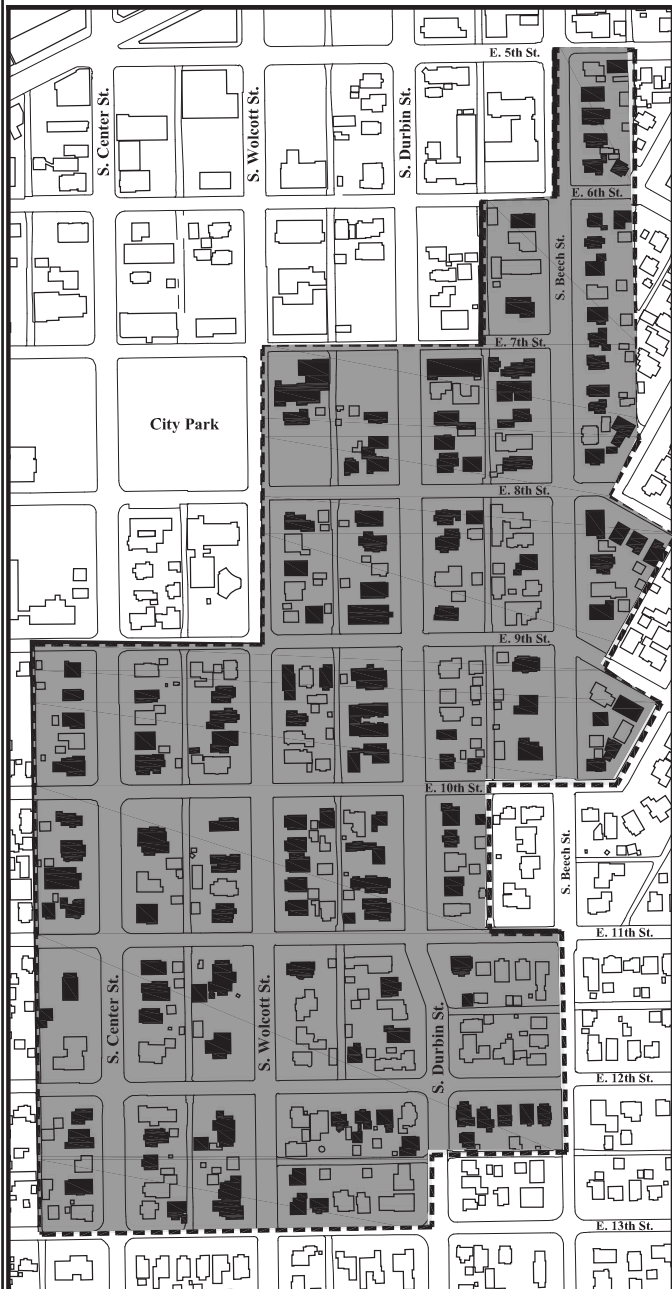 E. 5th St.
S. Center St.
S. Wolcott St.
S. Durbin St.
E. 6th St.
S. Beech St.
E. 7th St.
City Park
E. 8th St.
E. 9th St.
E. 10th St.
S. Beech St.
E. 11th St.
S. Center St.
S. Wolcott St.
S. Durbin St.
E. 12th St.
E. 13th St.